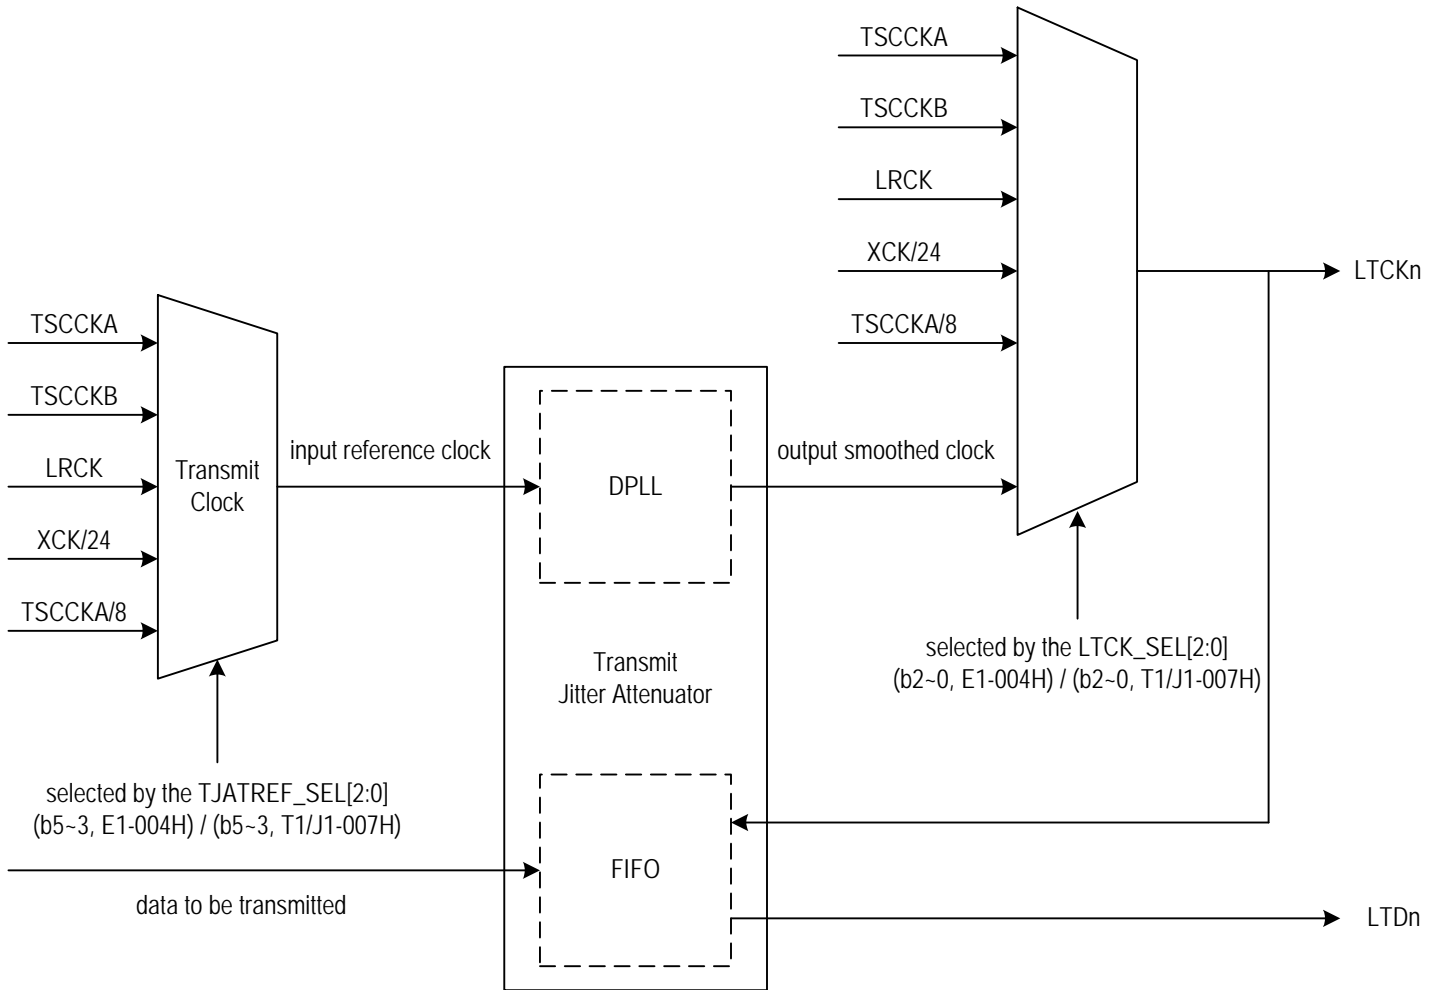 TSCCKA
TSCCKB
LRCK
XCK/24
TSCCKA/8
LTCKn
TSCCKA
TSCCKB
LRCK
XCK/24
TSCCKA/8
Transmit
Clock
input reference clock
DPLL
output smoothed clock
Transmit
Jitter Attenuator
selected by the LTCK_SEL[2:0]
(b2~0, E1-004H) / (b2~0, T1/J1-007H)
selected by the TJATREF_SEL[2:0]
(b5~3, E1-004H) / (b5~3, T1/J1-007H)
FIFO
data to be transmitted
LTDn